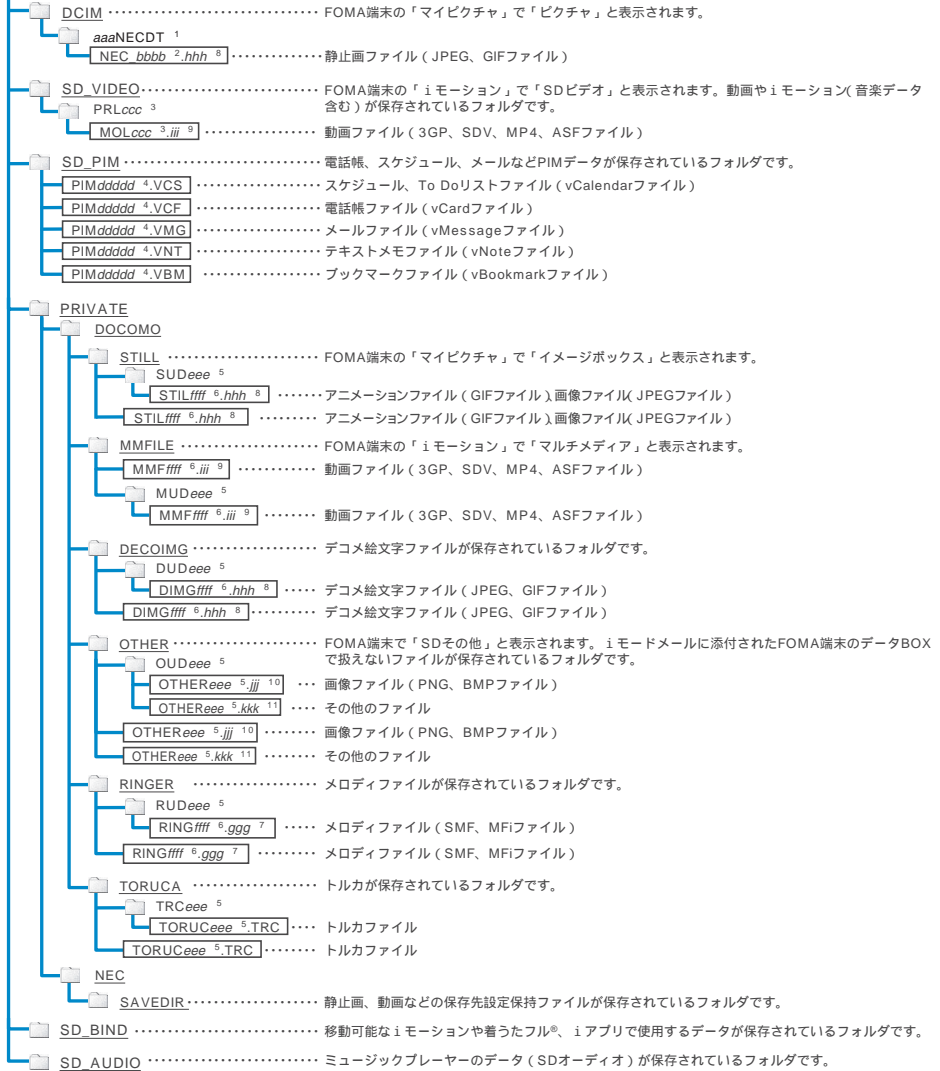 DCIM ････････････････････ FOMA端末の「マイピクチャ」で「ピクチャ」と表示されます。
aaaNECDT 1
NEC_bbbb 2.hhh 8 ････････････ 静止画ファイル(JPEG、GIFファイル)
SD_VIDEO････････････････････ FOMA端末の「iモーション」で「SDビデオ」と表示されます。動画やiモーション(音楽データ
含む)が保存されているフォルダです。
PRLccc 3
MOLccc 3.iii 9 ････････････････ 動画ファイル(3GP、SDV、MP4、ASFファイル)
SD_PIM･･････････････････････ 電話帳、スケジュール、メールなどPIMデータが保存されているフォルダです。
PIMddddd 4.VCS ･･････････････ スケジュール、To Doリストファイル(vCalendarファイル)
PIMddddd 4.VCF ･･････････････ 電話帳ファイル(vCardファイル)
PIMddddd 4.VMG ･･････････････ メールファイル(vMessageファイル)
PIMddddd 4.VNT ･･････････････ テキストメモファイル(vNoteファイル)
PIMddddd 4.VBM ･･････････････ ブックマークファイル(vBookmarkファイル)
PRIVATE
DOCOMO
STILL ･･････････････････････ FOMA端末の「マイピクチャ」で「イメージボックス」と表示されます。
SUDeee 5
STILffff 6.hhh 8 ･･･････ アニメーションファイル(GIFファイル)、画像ファイル(JPEGファイル)
STILffff 6.hhh 8 ･････････ アニメーションファイル(GIFファイル)、画像ファイル(JPEGファイル)
MMFILE ････････････････････ FOMA端末の「iモーション」で「マルチメディア」と表示されます。
MMFffff 6.iii 9 ････････････ 動画ファイル(3GP、SDV、MP4、ASFファイル)
MUDeee 5
MMFffff 6.iii 9 ････････ 動画ファイル(3GP、SDV、MP4、ASFファイル)
DECOIMG ･･････････････････ デコメ絵文字ファイルが保存されているフォルダです。
DUDeee 5
DIMGffff 6.hhh 8 ･････ デコメ絵文字ファイル(JPEG、GIFファイル)
DIMGffff 6.hhh 8 ･･････････ デコメ絵文字ファイル(JPEG、GIFファイル)
OTHER ････････････････････ FOMA端末で「SDその他」と表示されます。iモードメールに添付されたFOMA端末のデータBOX
で扱えないファイルが保存されているフォルダです。
OUDeee 5
OTHEReee 5.jjj 10 ･･･ 画像ファイル(PNG、BMPファイル)
OTHEReee 5.kkk 11 ････ その他のファイル
OTHEReee 5.jjj 10 ････････ 画像ファイル(PNG、BMPファイル)
OTHEReee 5.kkk 11 ････････ その他のファイル
RINGER ･･････････････････ メロディファイルが保存されているフォルダです。
RUDeee 5
RINGffff 6.ggg 7 ･････ メロディファイル(SMF、MFiファイル)
RINGffff 6.ggg 7 ･････････ メロディファイル(SMF、MFiファイル)
TORUCA ･･････････････････ トルカが保存されているフォルダです。
TRCeee 5
TORUCeee 5.TRC ････ トルカファイル
TORUCeee 5.TRC ････････ トルカファイル
NEC
SAVEDIR･･･････････････････ 静止画、動画などの保存先設定保持ファイルが保存されているフォルダです。
SD_BIND ･･････････････････････････ 移動可能なiモーションや着うたフル®、iアプリで使用するデータが保存されているフォルダです。
SD_AUDIO ････････････････････････ ミュージックプレーヤーのデータ(SDオーディオ)が保存されているフォルダです。